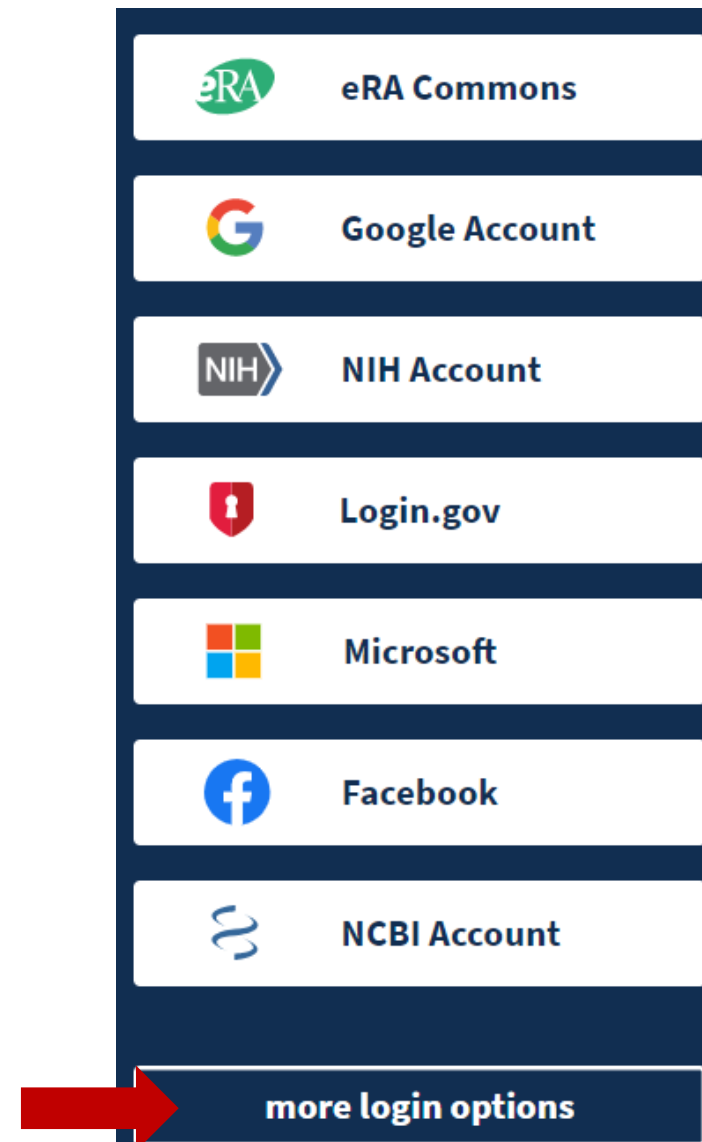 eRA eRA Commons
Google Account
NIH NIH Account
Login.gov
Microsoft
Facebook
NCBI Account
more login options